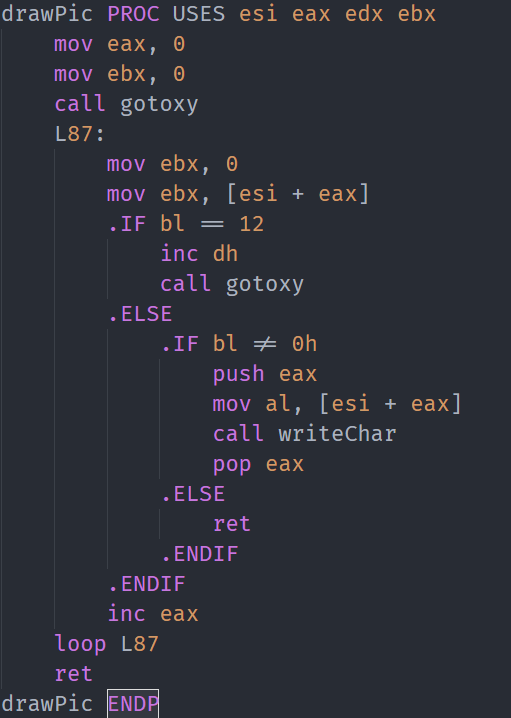 drawPic PROC USES esi eax edx ebx
mov eax, 0
mov ebx, 0
call gotoxy
L87:
mov ebx, 0
mov ebx, [esi + eax]
.IF bl == 12
inc dh
call gotoxy
.ELSE
.IF bl != 0h
push eax
mov al, [esi + eax]
call writeChar
pop eax
.ELSE
ret
.ENDIF
.ENDIF
inc eax
loop L87
ret
drawPic ENDP